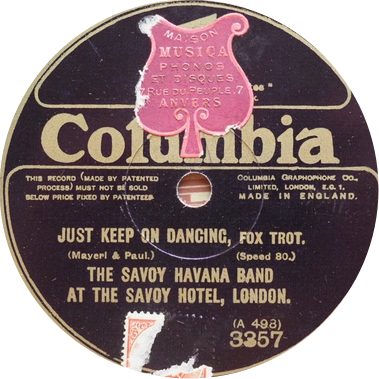 MAISON
MUSICA
PHONOS
ET DISQUES
7 RUE DU PEUPLE, 7
ANVERS
Columbia
THIS RECORD (MADE BY PATENTED
PROCESS) MUST NOT BE SOLD
BELOW PRICE FIXED BY PATENTEES
COLUMBIA GRAPHOPHONE CO.,
LIMITED, LONDON, E.C. 1.
MADE IN ENGLAND.
JUST KEEP ON DANCING, FOX TROT.
(Mayerl & Paul.) (Speed 80.)
THE SAVOY HAVANA BAND
AT THE SAVOY HOTEL, LONDON.
(A 493)
3357